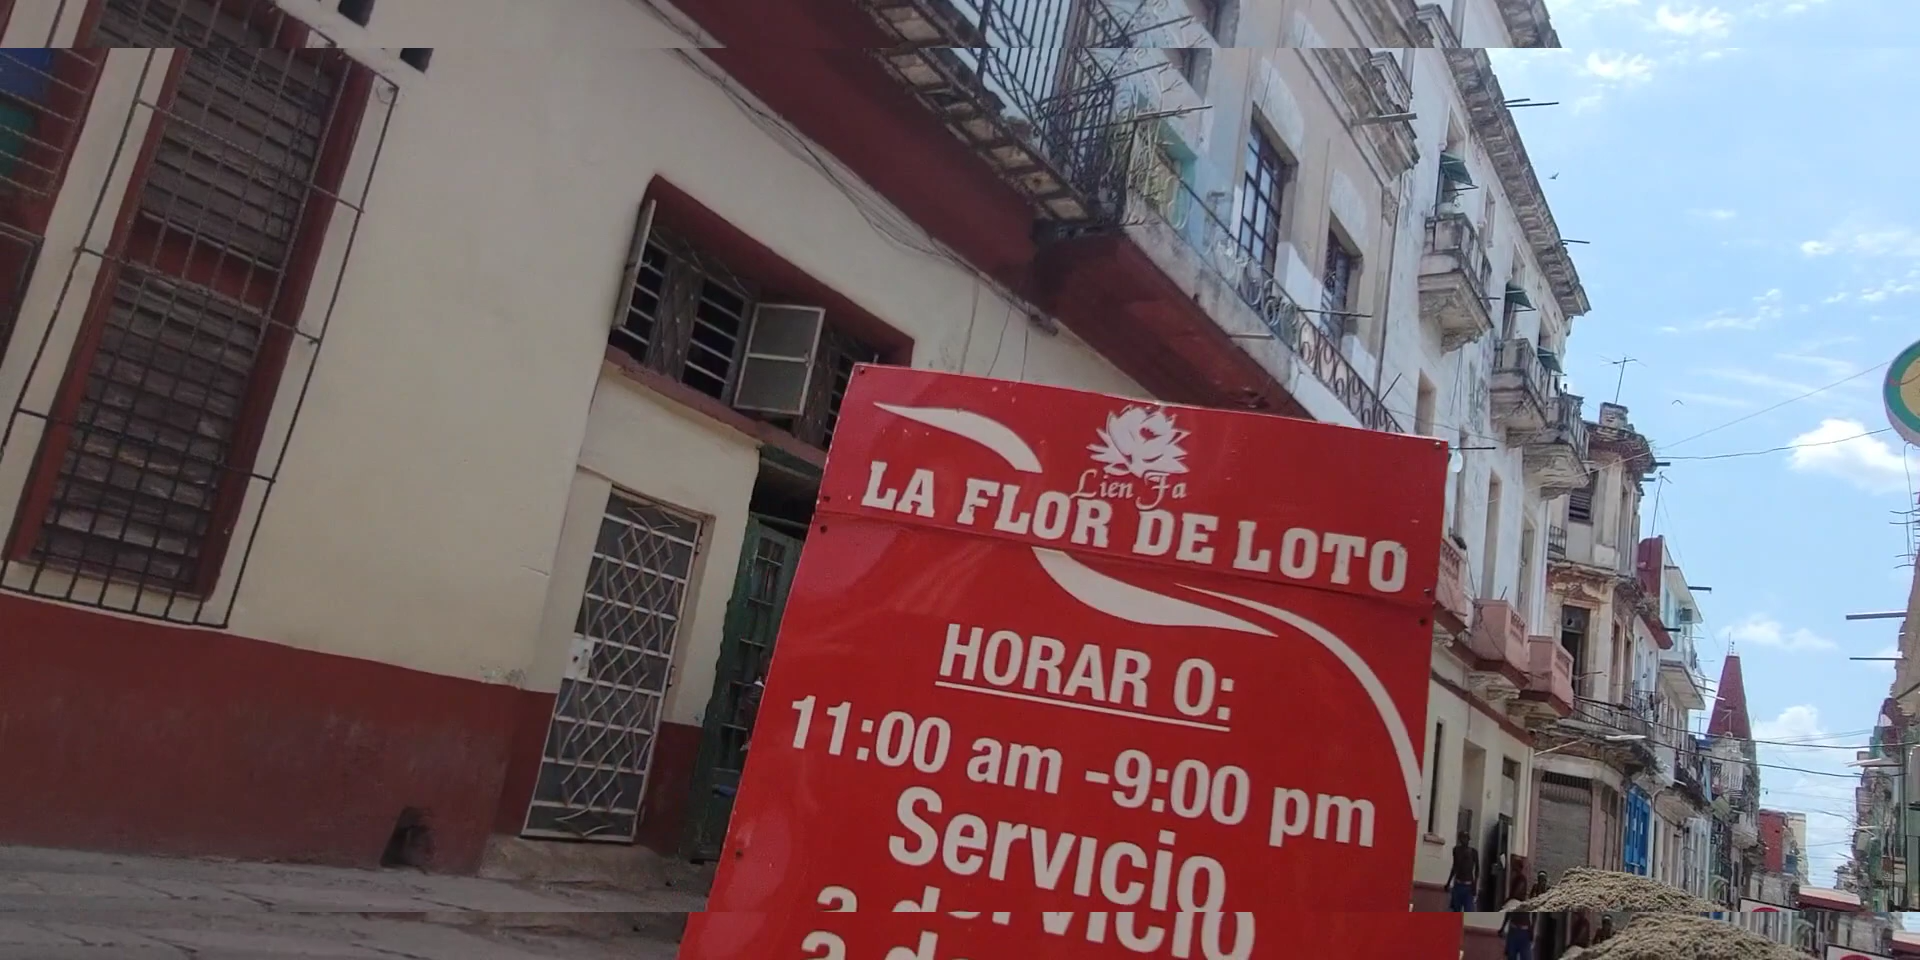 Lien Fa
LA FLOR DE LOTO
HORAR O:
11:00 am -9:00 pm
Servicio